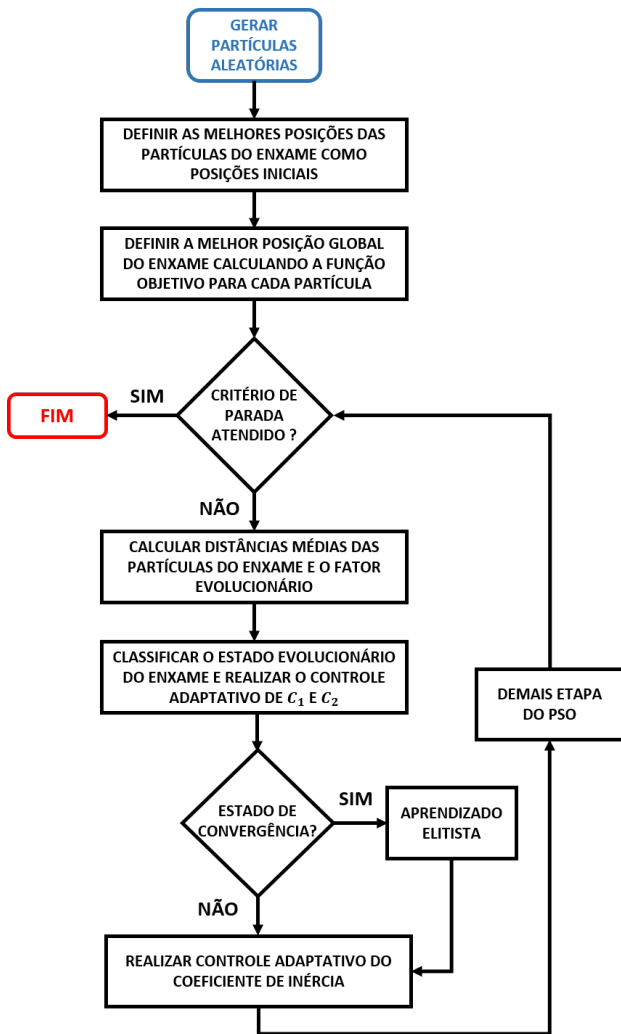 GERAR
PARTÍCULAS
ALEATÓRIAS
DEFINIR AS MELHORES POSIÇÕES DAS
PARTÍCULAS DO ENXAME COMO
POSIÇÕES INICIAIS
DEFINIR A MELHOR POSIÇÃO GLOBAL
DO ENXAME CALCULANDO A FUNÇÃO
OBJETIVO PARA CADA PARTÍCULA
CRITÉRIO DE
PARADA
ATENDIDO ?
SIM
FIM
NÃO
CALCULAR DISTÂNCIAS MÉDIAS DAS
PARTÍCULAS DO ENXAME E O FATOR
EVOLUCIONÁRIO
CLASSIFICAR O ESTADO EVOLUCIONÁRIO
DO ENXAME E REALIZAR O CONTROLE
ADAPTATIVO DE C₁ E C₂
DEMAIS ETAPA
DO PSO
ESTADO DE
CONVERGÊNCIA?
SIM
APRENDIZADO
ELITISTA
NÃO
REALIZAR CONTROLE ADAPTATIVO DO
COEFICIENTE DE INÉRCIA